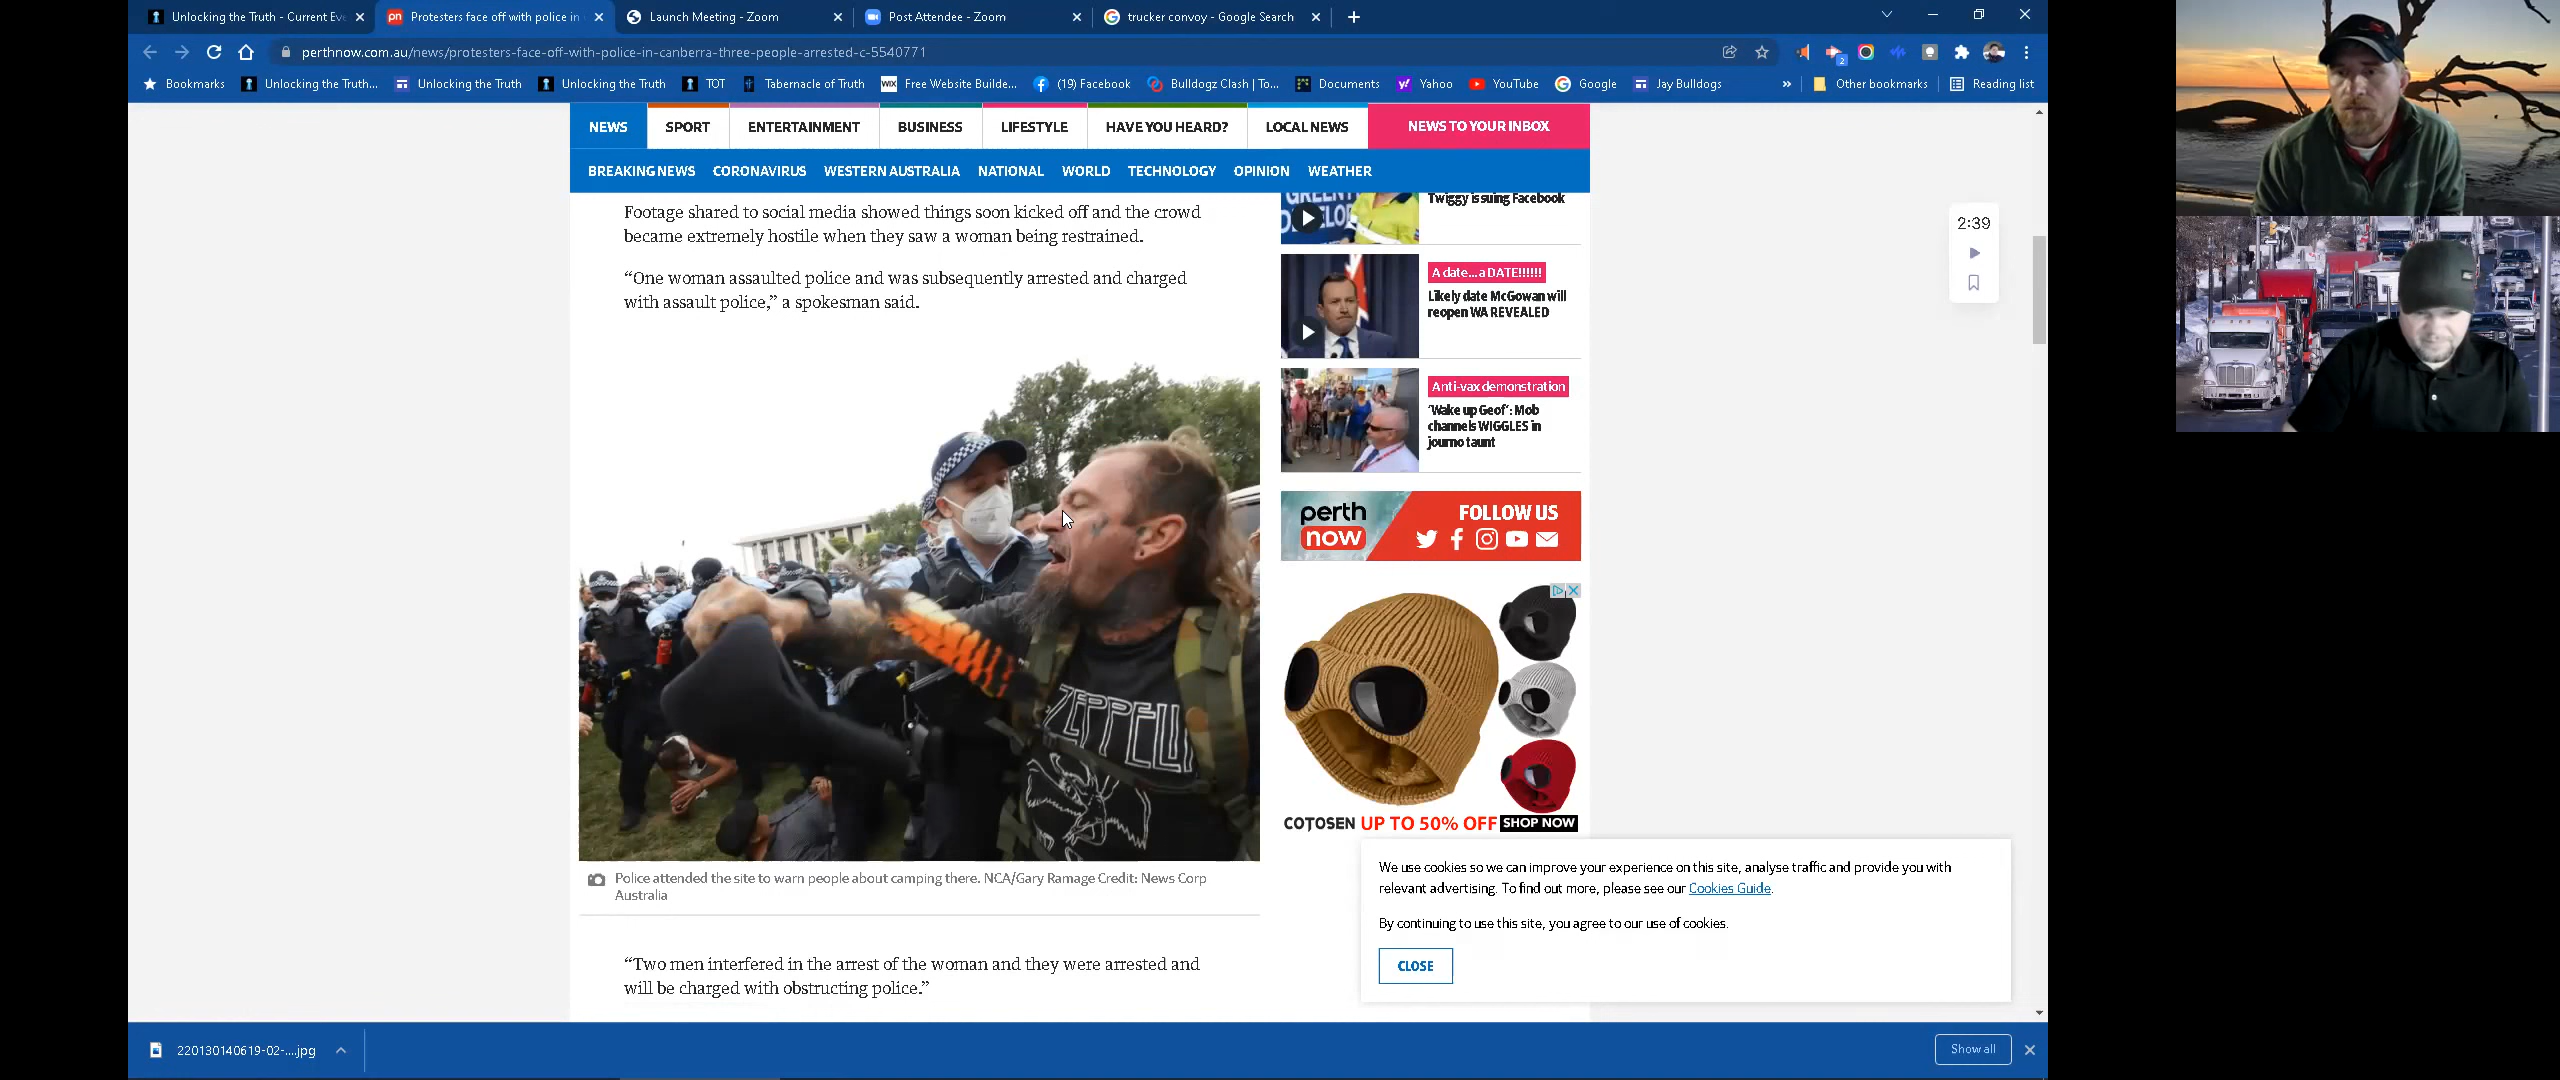 Unlocking the Truth - Current Eve
Protesters face off with police in
Launch Meeting - Zoom
Post Attendee - Zoom
trucker convoy - Google Search
perthnow.com.au/news/protesters-face-off-with-police-in-canberra-three-people-arrested-c-5540771
2
Bookmarks
Unlocking the Truth...
Unlocking the Truth
Unlocking the Truth
TOT
Tabernacle of Truth
WIX
Free Website Builde...
(19) Facebook
Bulldogz Clash | To...
Documents
Yahoo
YouTube
Google
Jay Bulldogs
»
Other bookmarks
Reading list
NEWS
SPORT
ENTERTAINMENT
BUSINESS
LIFESTYLE
HAVE YOU HEARD?
LOCAL NEWS
NEWS TO YOUR INBOX
BREAKING NEWS
CORONAVIRUS
WESTERN AUSTRALIA
NATIONAL
WORLD
TECHNOLOGY
OPINION
WEATHER
Footage shared to social media showed things soon kicked off and the crowd
became extremely hostile when they saw a woman being restrained.
“One woman assaulted police and was subsequently arrested and charged
with assault police,” a spokesman said.
ZEPPELI
Police attended the site to warn people about camping there. NCA/Gary Ramage Credit: News Corp
Australia
“Two men interfered in the arrest of the woman and they were arrested and
will be charged with obstructing police.”
Twiggy is suing Facebook
A date...a DATE!!!!!!
Likely date McGowan will
reopen WA REVEALED
Anti-vax demonstration
'Wake up Geof': Mob
channels WIGGLES in
journo taunt
perth
now
FOLLOW US
COTOSEN UP TO 50% OFF SHOP NOW
2:39
We use cookies so we can improve your experience on this site, analyse traffic and provide you with
relevant advertising. To find out more, please see our Cookies Guide.
By continuing to use this site, you agree to our use of cookies.
CLOSE
220130140619-02-....jpg
Show all